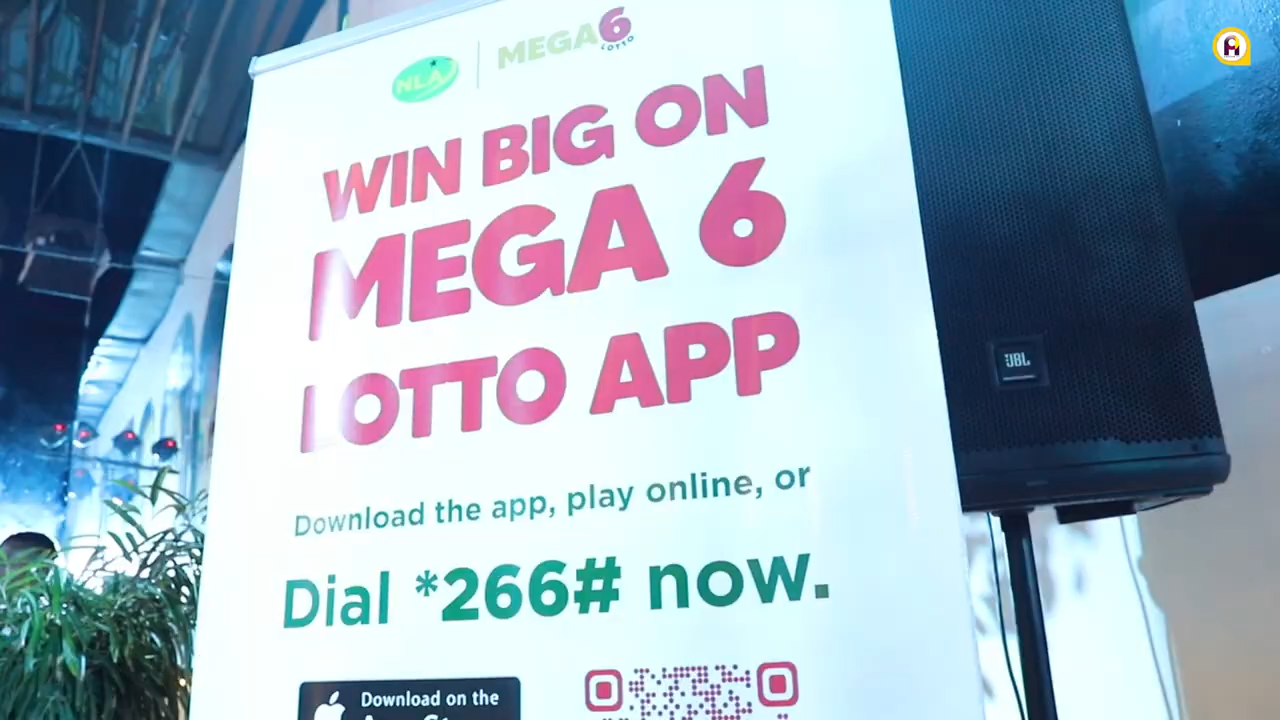 NLA
MEGA6
LOTTO
WIN BIG ON
MEGA 6
LOTTO APP
Download the app, play online, or
Dial *266# now.
Download on the
JBL